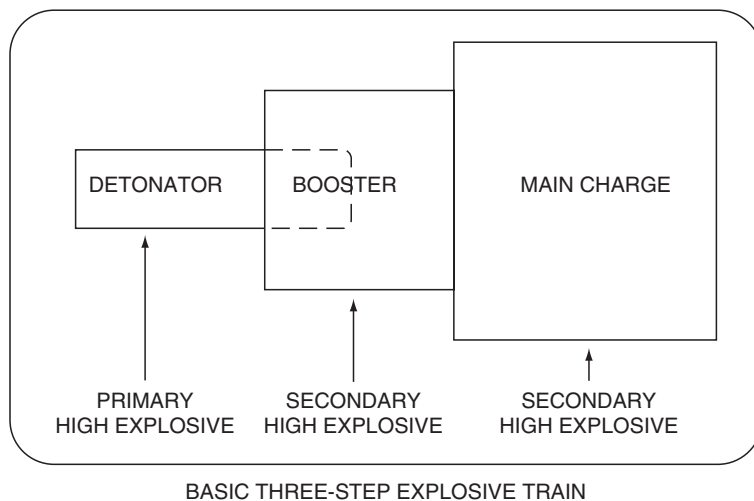 DETONATOR
BOOSTER
MAIN CHARGE
PRIMARY
HIGH EXPLOSIVE
SECONDARY
HIGH EXPLOSIVE
SECONDARY
HIGH EXPLOSIVE
BASIC THREE-STEP EXPLOSIVE TRAIN